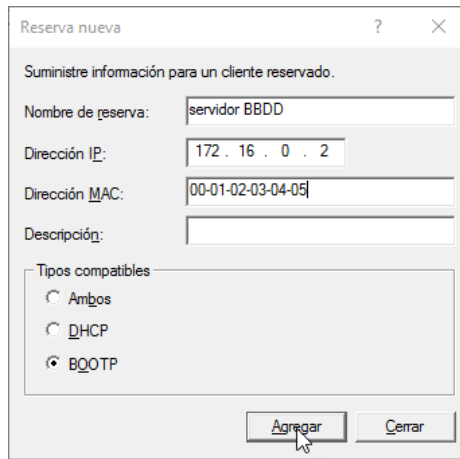 Reserva nueva
Suministre información para un cliente reservado.
Nombre de reserva: servidor BBDD
Dirección IP: 172 . 16 . 0 . 2
Dirección MAC: 00-01-02-03-04-05
Descripción:
Tipos compatibles
Ambos
DHCP
BOOTP
Agregar Cerrar